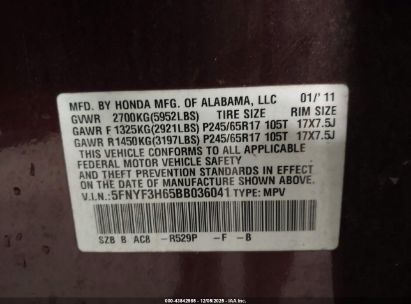 MFD. BY HONDA MFG. OF ALABAMA, LLC 01/'11
GVWR 2700KG(5952LBS) TIRE SIZE RIM SIZE
GAWR F 1325KG(2921LBS) P245/65R17 105T 17X7.5J
GAWR R 1450KG(3197LBS) P245/65R17 105T 17X7.5J
THIS VEHICLE CONFORMS TO ALL APPLICABLE
FEDERAL MOTOR VEHICLE SAFETY
AND THEFT PREVENTION STANDARDS IN EFFECT
ON THE DATE OF MANUFACTURE SHOWN ABOVE.
V.I.N.: 5FNYF3H65BB036041 TYPE: MPV
SZB B AC8 -R529P -F -B